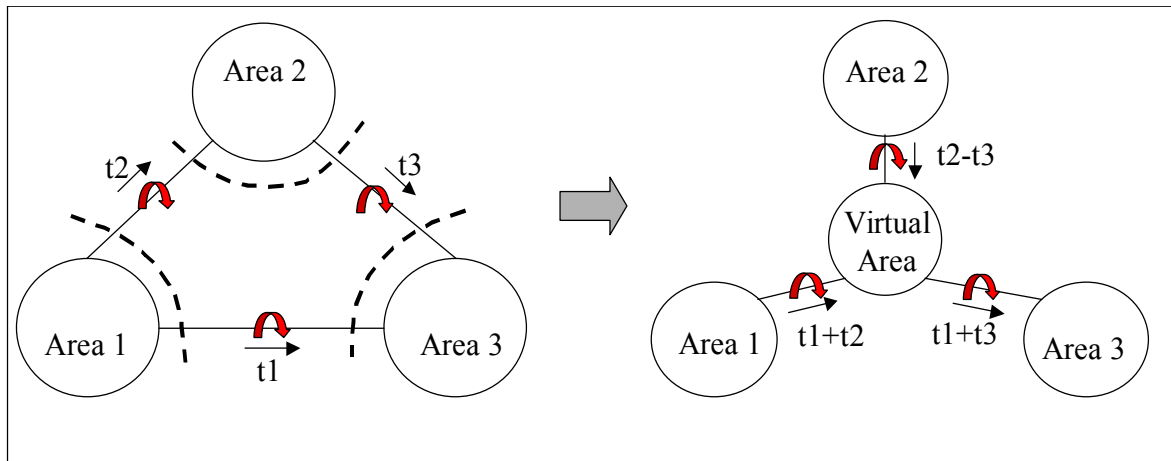 Area 2
t2
t3
Area 1
Area 3
t1
Area 2
t2-t3
Virtual
Area
Area 1
t1+t2
t1+t3
Area 3